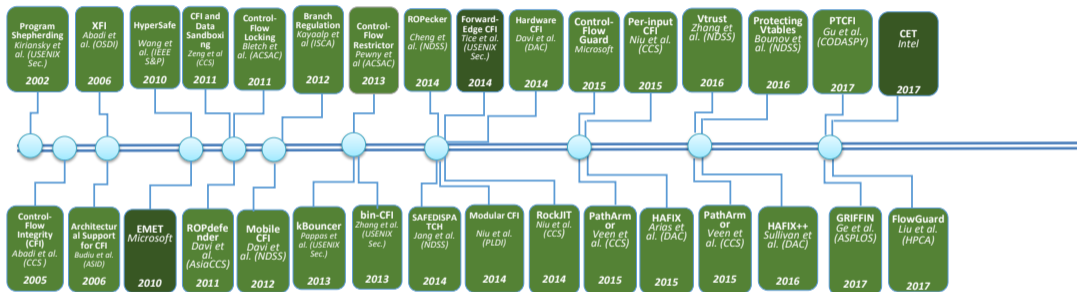 Program
Shepherding
Kiriansky et
al. (USENIX
Sec.)
2002
XFI
Abadi et
al. (OSDI)
2006
HyperSafe
Wang et
al. (IEEE
S&P)
2010
CFI and
Data
Sandboxi
ng
Zeng et al
(CCS)
2011
Control-
Flow
Locking
Bletch et
al. (ACSAC)
2011
Branch
Regulation
Kayaalp et
al (ISCA)
2012
Control-
Flow
Restrictor
Pewny et
al (ACSAC)
2013
ROPecker
Cheng et
al. (NDSS)
2014
Forward-
Edge CFI
Tice et al.
(USENIX
Sec.)
2014
Hardware
CFI
Davi et al.
(DAC)
2014
Control-
Flow
Guard
Microsoft
2015
Per-input
CFI
Niu et al.
(CCS)
2015
Vtrust
Zhang et
al. (NDSS)
2016
Protecting
Vtables
Bounov et
al. (NDSS)
2016
PTCFI
Gu et al.
(CODASPY)
2017
CET
Intel
2017
Control-
Flow
Integrity
(CFI)
Abadi et al.
(CCS )
2005
Architectur
al Support
for CFI
Budiu et al.
(ASID)
2006
EMET
Microsoft
2010
ROPdefe
nder
Davi et al.
(AsiaCCS)
2011
Mobile
CFI
Davi et
al. (NDSS)
2012
kBouncer
Pappas et
al. (USENIX
Sec.)
2013
bin-CFI
Zhang et al.
(USENIX
Sec.)
2013
SAFEDISPA
TCH
Jang et al.
(NDSS)
2014
Modular CFI
Niu et al.
(PLDI)
2014
RockJIT
Niu et al.
(CCS)
2014
PathArm
or
Veen et
al. (CCS)
2015
HAFIX
Arias et
al. (DAC)
2015
PathArm
or
Veen et
al. (CCS)
2015
HAFIX++
Sullivan et
al. (DAC)
2016
GRIFFIN
Ge et al.
(ASPLOS)
2017
FlowGuard
Liu et al.
(HPCA)
2017